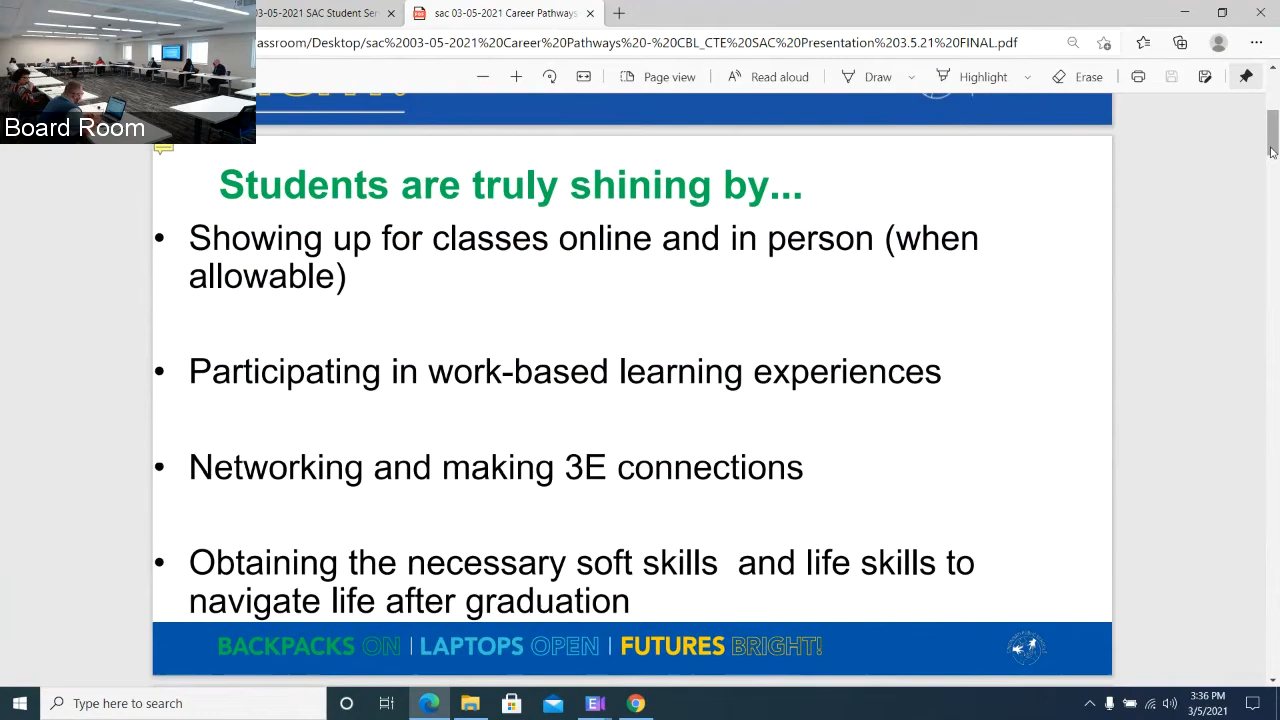 03-05-2021 SAC Student Ser
sac 03-05-2021 Career Pathways
assroom/Desktop/sac%2003-05-2021%20Career%20Pathways%20-%20CBL_CTE%20SAC%20Presentation%203.5.21%20FINAL.pdf
Page view
Read aloud
Draw
Highlight
Erase
Board Room
Students are truly shining by...
• Showing up for classes online and in person (when
allowable)
• Participating in work-based learning experiences
• Networking and making 3E connections
• Obtaining the necessary soft skills  and life skills to
navigate life after graduation
BACKPACKS ON | LAPTOPS OPEN | FUTURES BRIGHT!
Type here to search
3:36 PM
3/5/2021